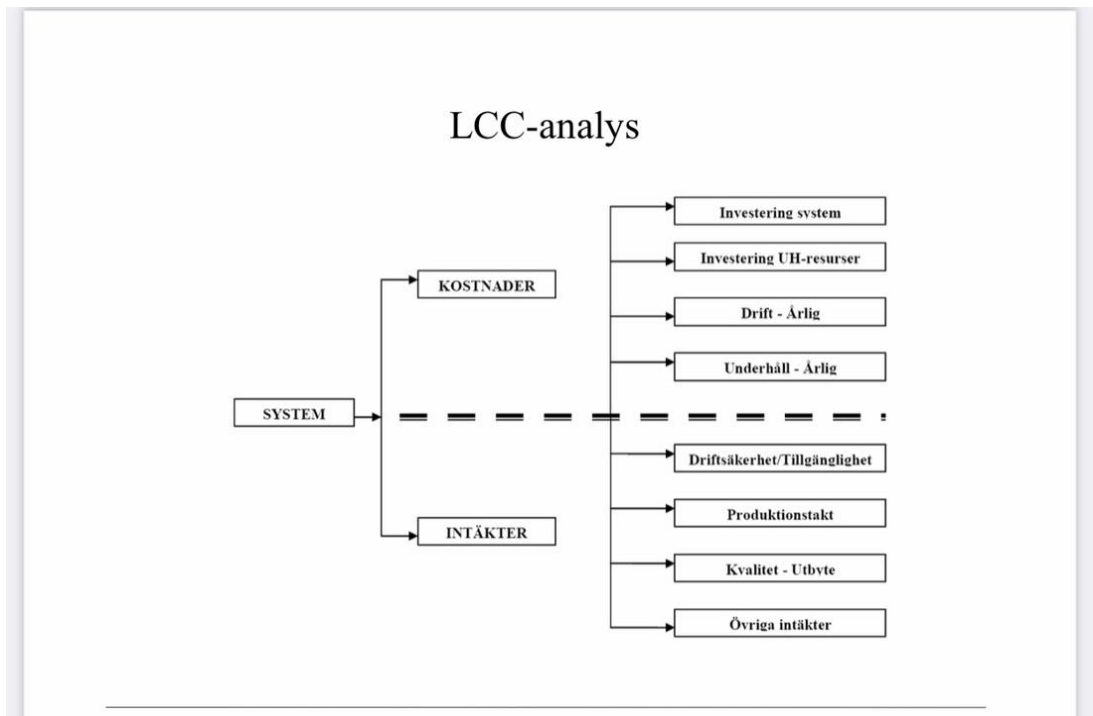 LCC-analys
Investering system
Investering UH-resurser
KOSTNADER
Drift - Årlig
Underhåll - Årlig
SYSTEM
Driftsäkerhet/Tillgänglighet
Produktionstakt
INTÄKTER
Kvalitet - Utbyte
Övriga intäkter